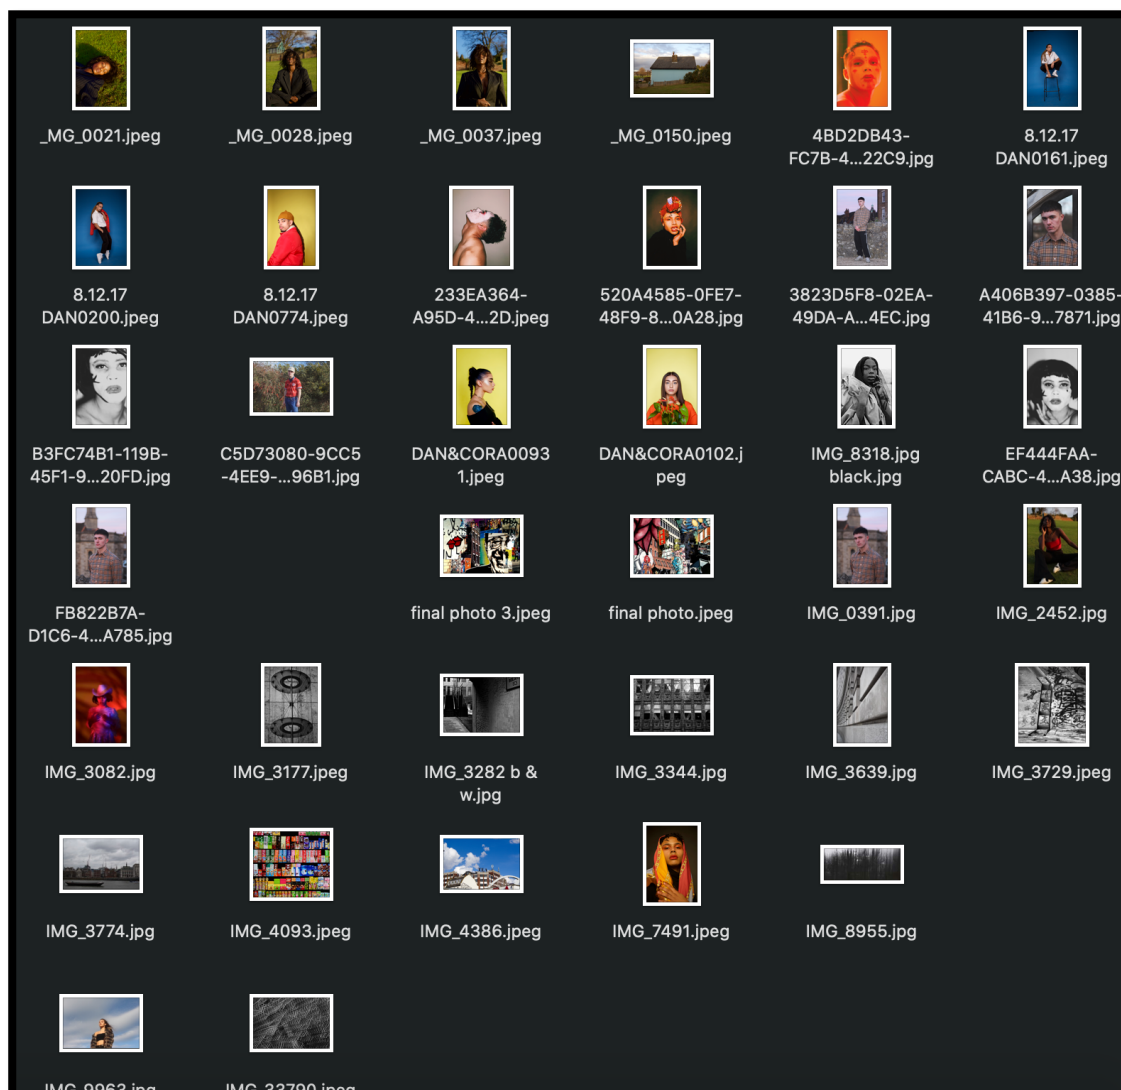 _MG_0021.jpeg
_MG_0028.jpeg
_MG_0037.jpeg
_MG_0150.jpeg
4BD2DB43-
FC7B-4...22C9.jpg
8.12.17
DAN0161.jpeg
8.12.17
DAN0200.jpeg
8.12.17
DAN0774.jpeg
233EA364-
A95D-4...2D.jpeg
520A4585-0FE7-
48F9-8...0A28.jpg
3823D5F8-02EA-
49DA-A...4EC.jpg
A406B397-0385-
41B6-9...7871.jpg
B3FC74B1-119B-
45F1-9...20FD.jpg
C5D73080-9CC5
-4EE9-...96B1.jpg
DAN&CORA0093
1.jpeg
DAN&CORA0102.j
peg
IMG_8318.jpg
black.jpg
EF444FAA-
CABC-4...A38.jpg
FB822B7A-
D1C6-4...A785.jpg
final photo 3.jpeg
final photo.jpeg
IMG_0391.jpg
IMG_2452.jpg
IMG_3082.jpg
IMG_3177.jpeg
IMG_3282 b &
w.jpg
IMG_3344.jpg
IMG_3639.jpg
IMG_3729.jpeg
IMG_3774.jpg
IMG_4093.jpeg
IMG_4386.jpeg
IMG_7491.jpeg
IMG_8955.jpg
IMG_9963.jpg
IMG_33790.jpeg